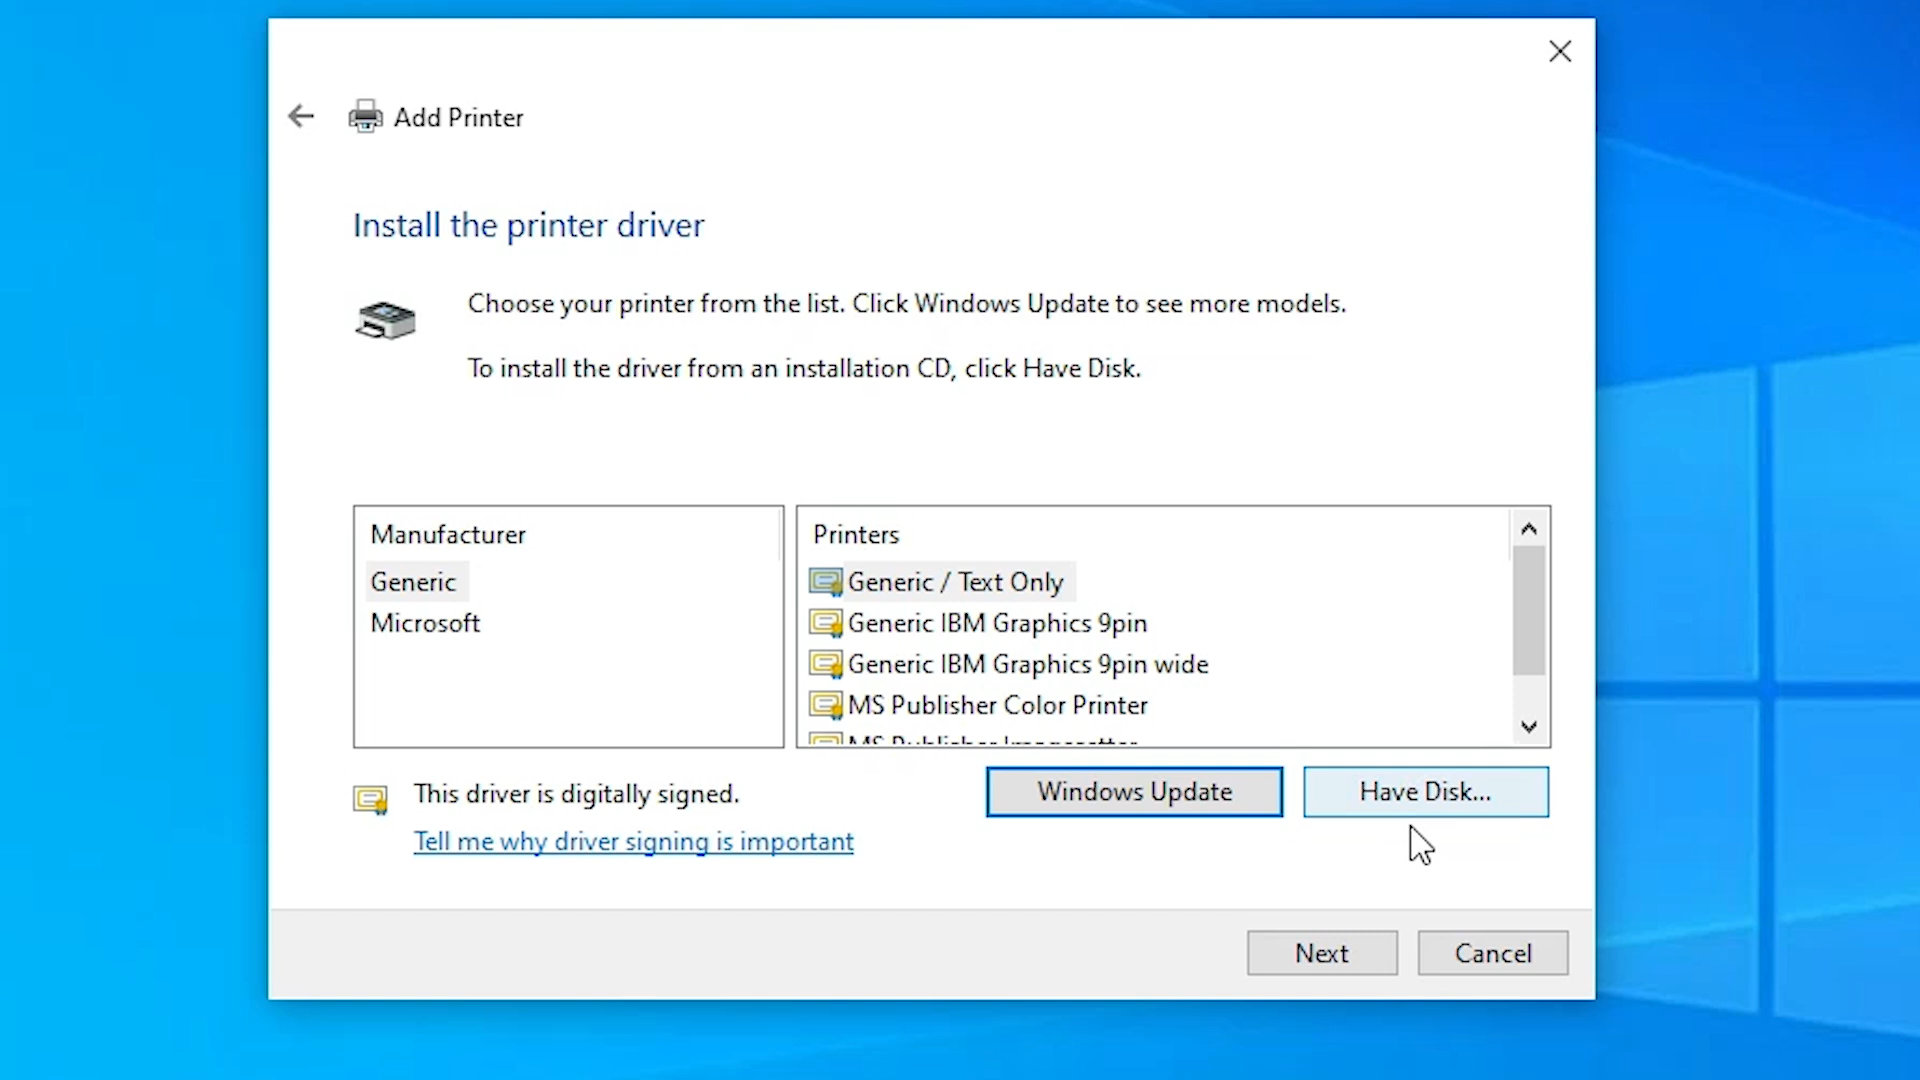 Add Printer
Install the printer driver
Choose your printer from the list. Click Windows Update to see more models.
To install the driver from an installation CD, click Have Disk.
Manufacturer
Generic
Microsoft
Printers
Generic / Text Only
Generic IBM Graphics 9pin
Generic IBM Graphics 9pin wide
MS Publisher Color Printer
MS Publisher Imagesetter
This driver is digitally signed.
Tell me why driver signing is important
Windows Update
Have Disk...
Next
Cancel